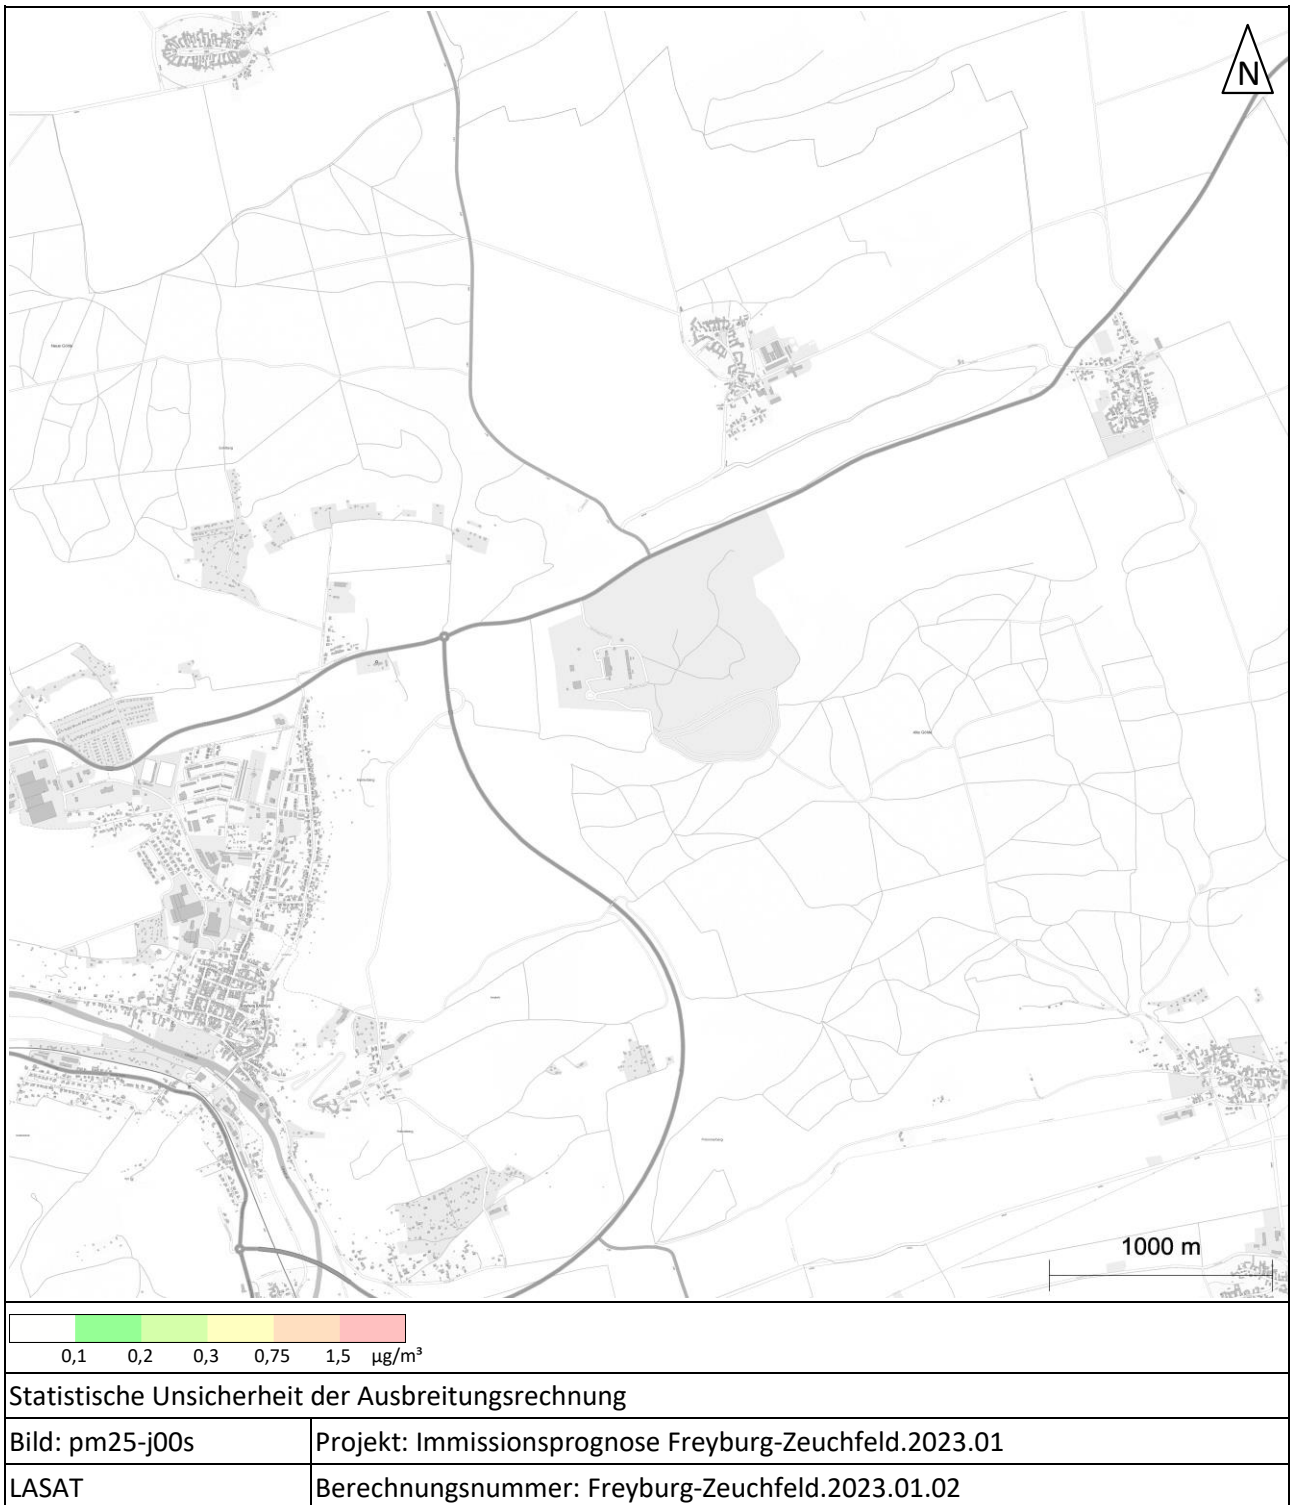 N
1000 m
0,1 0,2 0,3 0,75 1,5 µg/m³
Statistische Unsicherheit der Ausbreitungsrechnung
Bild: pm25-j00s
Projekt: Immissionsprognose Freyburg-Zeuchfeld.2023.01
LASAT
Berechnungsnummer: Freyburg-Zeuchfeld.2023.01.02